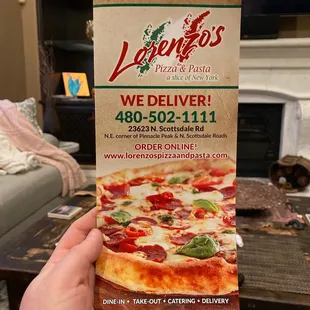 Lorenzo's
Pizza & Pasta
a slice of New York
WE DELIVER!
480-502-1111
23623 N. Scottsdale Rd
N.E. corner of Pinnacle Peak & N. Scottsdale Roads
ORDER ONLINE!
www.lorenzospizzaandpasta.com
DINE-IN • TAKE-OUT • CATERING • DELIVERY